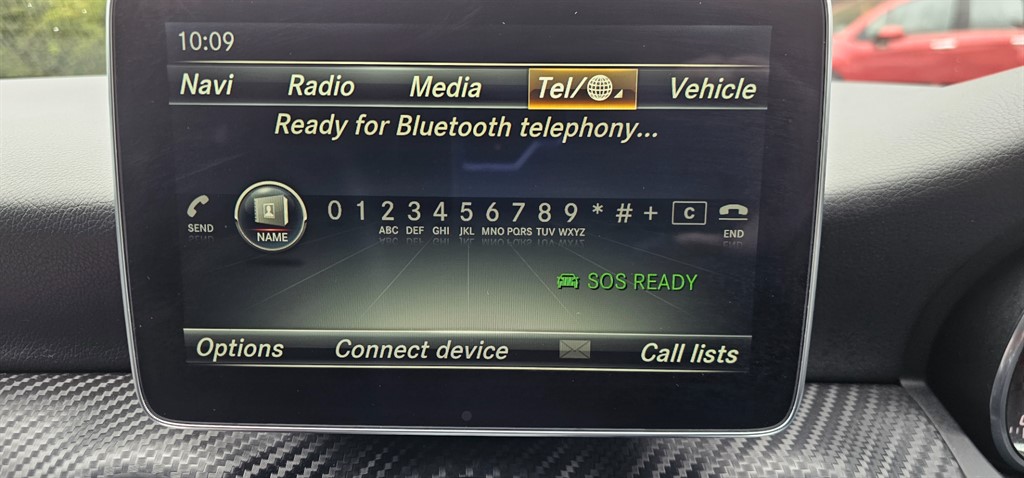 10:09
Navi Radio Media Tel/ Vehicle
Ready for Bluetooth telephony...
SEND NAME 0 1 2 3 4 5 6 7 8 9 * # + C END
ABC DEF GHI JKL MNO PQRS TUV WXYZ
SOS READY
Options Connect device Call lists